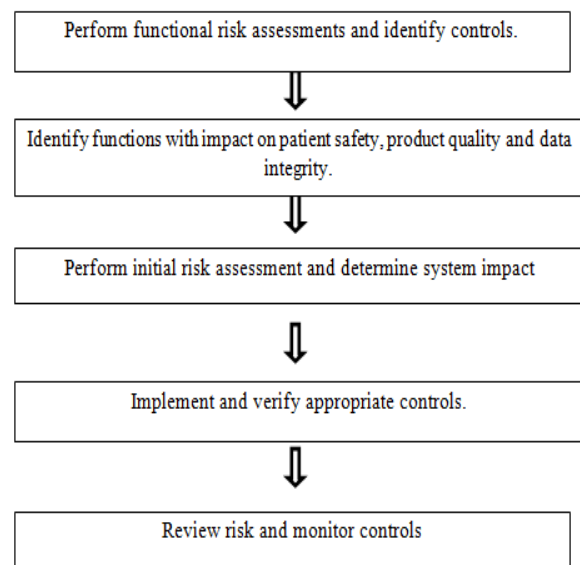 Perform functional risk assessments and identify controls.
Identify functions with impact on patient safety, product quality and data
integrity.
Perform initial risk assessment and determine system impact
Implement and verify appropriate controls.
Review risk and monitor controls